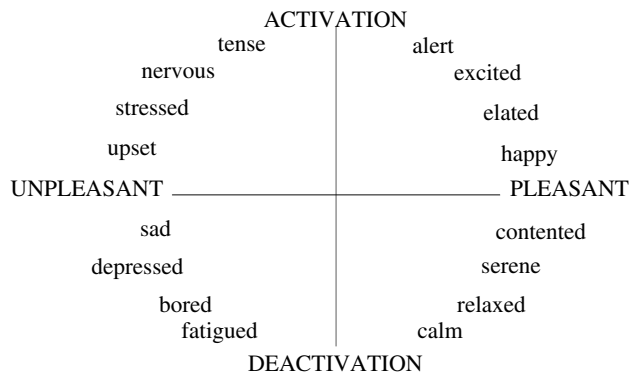 ACTIVATION
tense alert
nervous excited
stressed elated
upset happy
UNPLEASANT PLEASANT
sad contented
depressed serene
bored relaxed
fatigued calm
DEACTIVATION